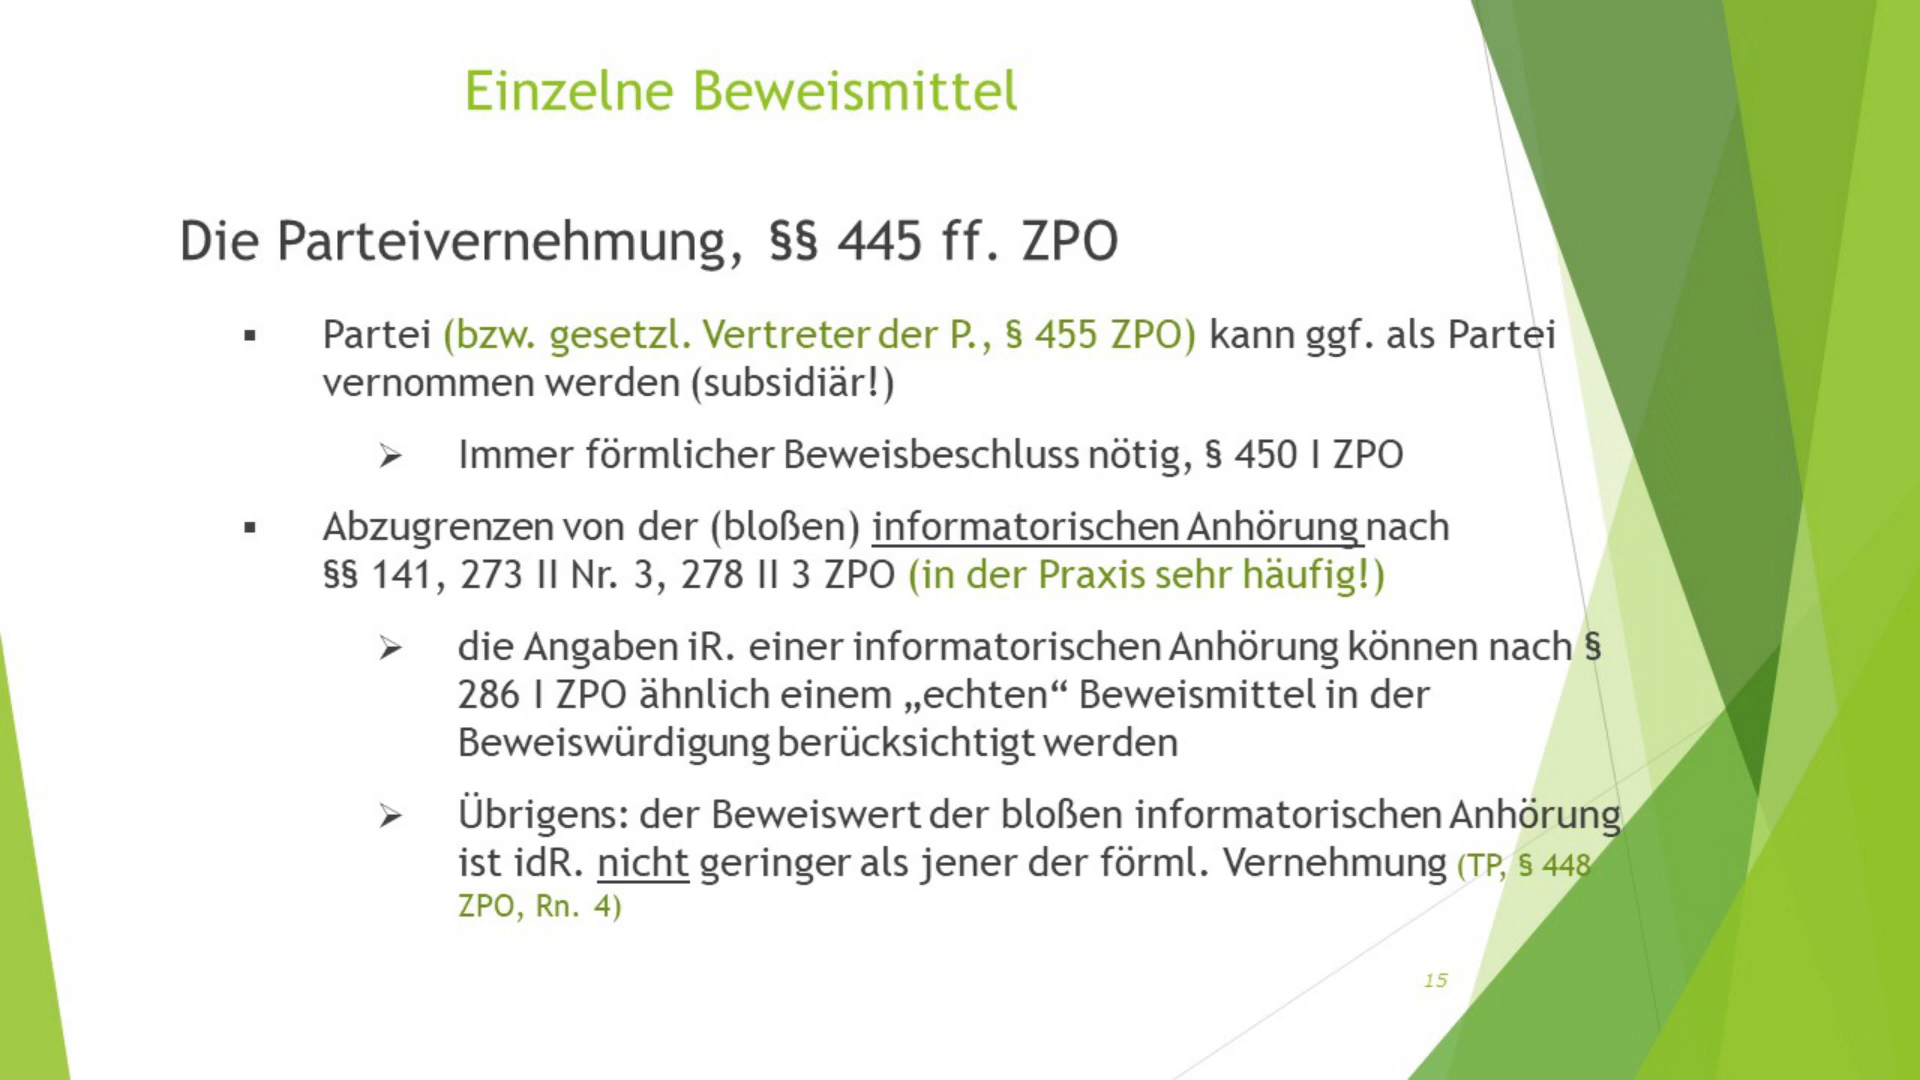 Einzelne Beweismittel
Die Parteivernehmung, §§ 445 ff. ZPO
▪ Partei (bzw. gesetzl. Vertreter der P., § 455 ZPO) kann ggf. als Partei
vernommen werden (subsidiär!)
➢ Immer förmlicher Beweisbeschluss nötig, § 450 I ZPO
▪ Abzugrenzen von der (bloßen) informatorischen Anhörung nach
§§ 141, 273 II Nr. 3, 278 II 3 ZPO (in der Praxis sehr häufig!)
➢ die Angaben iR. einer informatorischen Anhörung können nach §
286 I ZPO ähnlich einem „echten“ Beweismittel in der
Beweiswürdigung berücksichtigt werden
➢ Übrigens: der Beweiswert der bloßen informatorischen Anhörung
ist idR. nicht geringer als jener der förml. Vernehmung (TP, § 448
ZPO, Rn. 4)
15